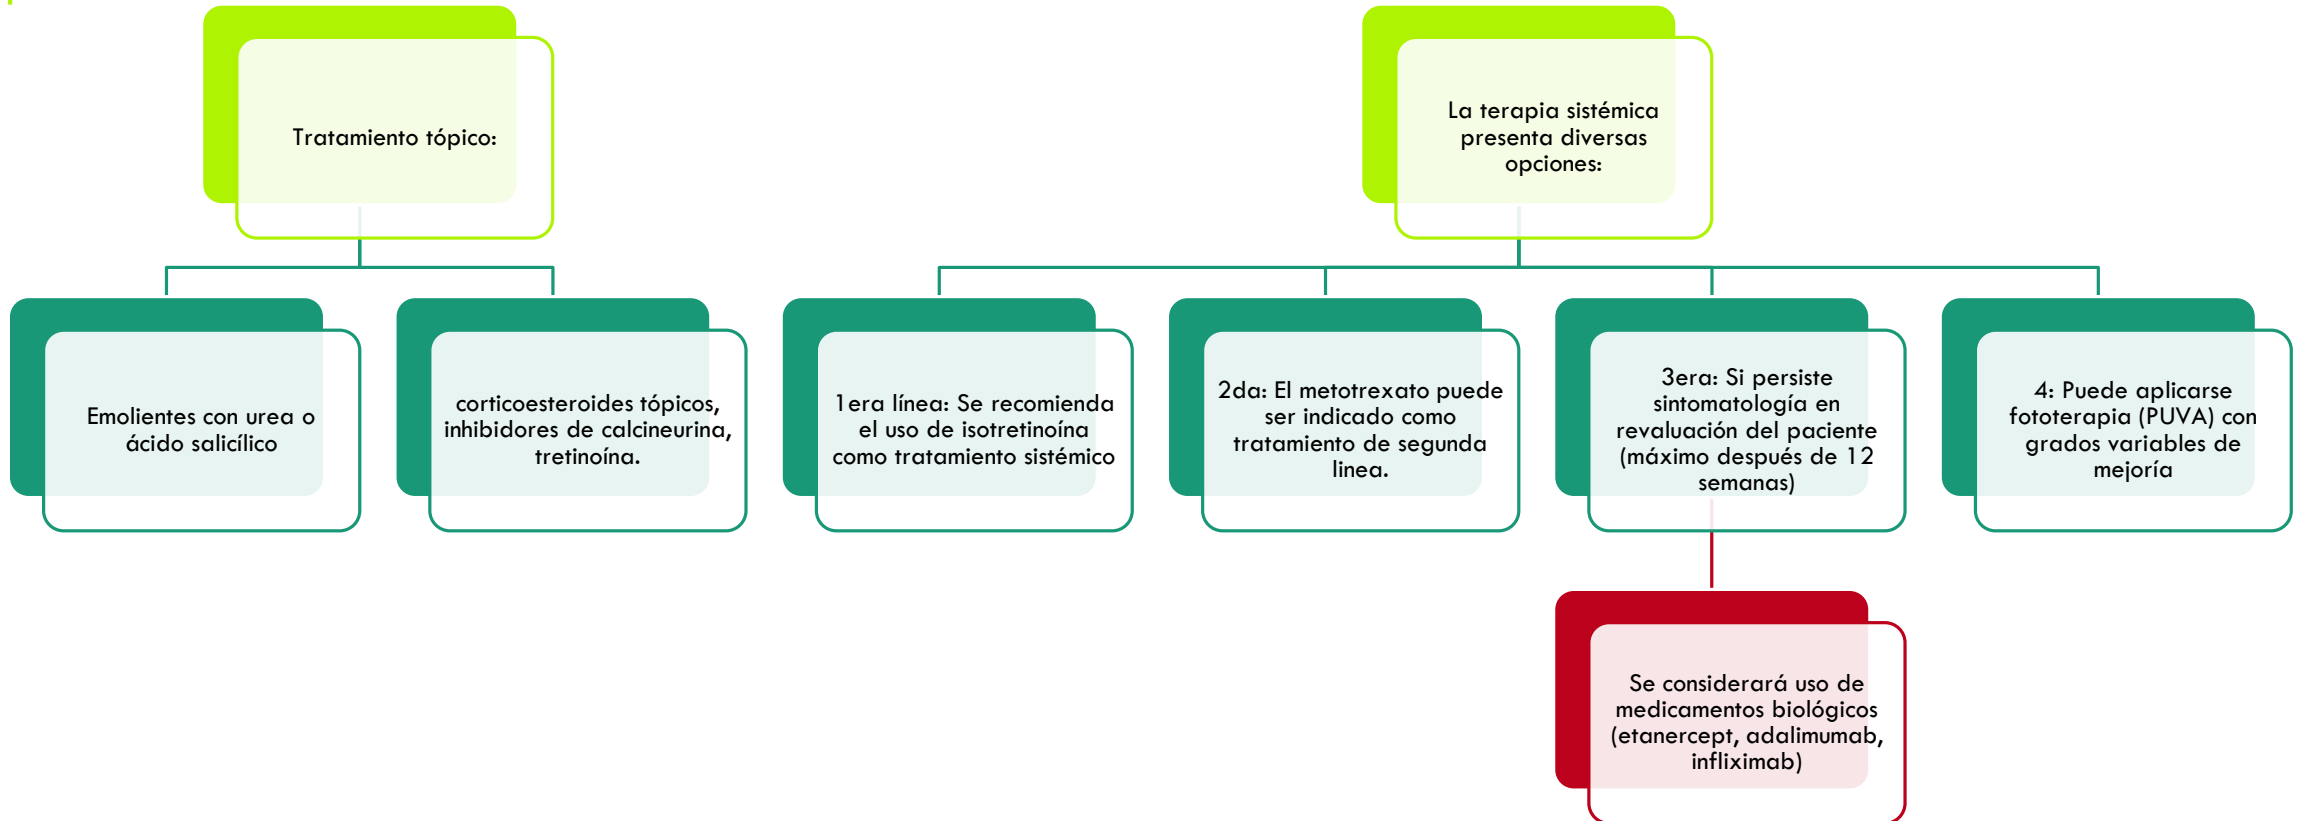 Tratamiento tópico:
La terapia sistémica
presenta diversas
opciones:
Emolientes con urea o
ácido salicílico
corticoesteroides tópicos,
inhibidores de calcineurina,
tretinoína.
1era línea: Se recomienda
el uso de isotretinoína
como tratamiento sistémico
2da: El metotrexato puede
ser indicado como
tratamiento de segunda
linea.
3era: Si persiste
sintomatología en
revaluación del paciente
(máximo después de 12
semanas)
4: Puede aplicarse
fototerapia (PUVA) con
grados variables de
mejoría
Se considerará uso de
medicamentos biológicos
(etanercept, adalimumab,
infliximab)